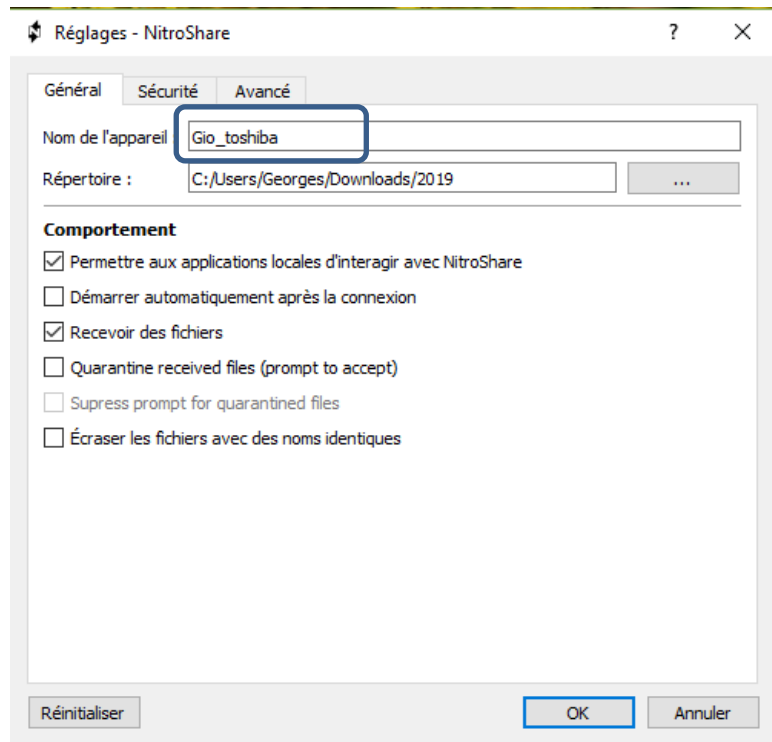 Réglages - NitroShare ? ×
Général Sécurité Avancé
Nom de l'appareil : Gio_toshiba
Répertoire : C:/Users/Georges/Downloads/2019 ...
Comportement
Permettre aux applications locales d'interagir avec NitroShare
Démarrer automatiquement après la connexion
Recevoir des fichiers
Quarantine received files (prompt to accept)
Supress prompt for quarantined files
Écraser les fichiers avec des noms identiques
Réinitialiser OK Annuler